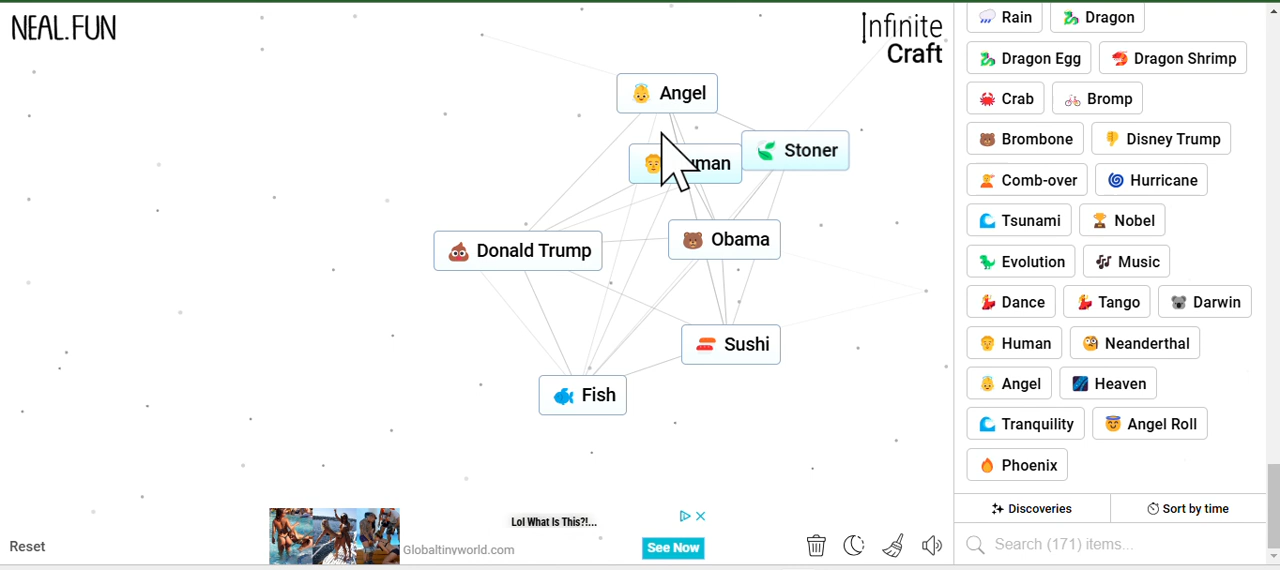 NEAL.FUN
Infinite
Craft
Angel
Stoner
Donald Trump
Obama
Sushi
Fish
Rain
Dragon
Dragon Egg
Dragon Shrimp
Crab
Bromp
Brombone
Disney Trump
Comb-over
Hurricane
Tsunami
Nobel
Evolution
Music
Dance
Tango
Darwin
Human
Neanderthal
Angel
Heaven
Tranquility
Angel Roll
Phoenix
Discoveries
Sort by time
Search (171) items...
Reset
Lol What Is This?!...
Globaltinyworld.com
See Now